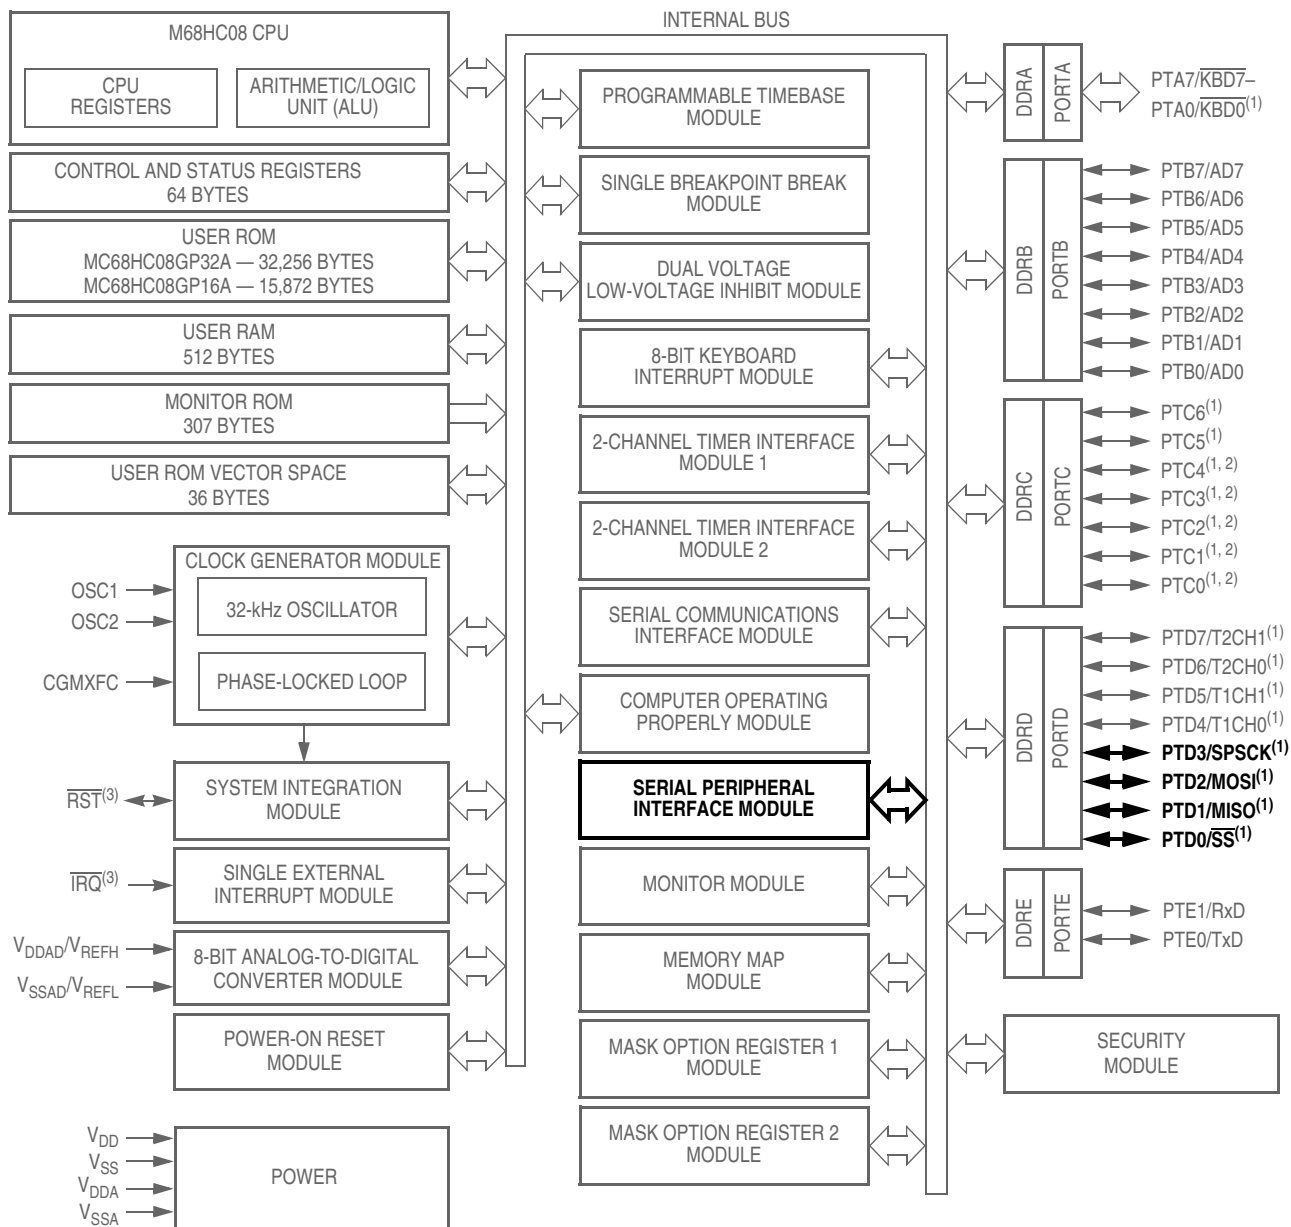 INTERNAL BUS
M68HC08 CPU
CPU
REGISTERS
ARITHMETIC/LOGIC
UNIT (ALU)
CONTROL AND STATUS REGISTERS
64 BYTES
USER ROM
MC68HC08GP32A — 32,256 BYTES
MC68HC08GP16A — 15,872 BYTES
USER RAM
512 BYTES
MONITOR ROM
307 BYTES
USER ROM VECTOR SPACE
36 BYTES
CLOCK GENERATOR MODULE
OSC1
OSC2
32-kHz OSCILLATOR
CGMXFC
PHASE-LOCKED LOOP
RST(3)
SYSTEM INTEGRATION
MODULE
IRQ(3)
SINGLE EXTERNAL
INTERRUPT MODULE
VDDAD/VREFH
VSSAD/VREFL
8-BIT ANALOG-TO-DIGITAL
CONVERTER MODULE
POWER-ON RESET
MODULE
VDD
VSS
VDDA
VSSA
POWER
PROGRAMMABLE TIMEBASE
MODULE
SINGLE BREAKPOINT BREAK
MODULE
DUAL VOLTAGE
LOW-VOLTAGE INHIBIT MODULE
8-BIT KEYBOARD
INTERRUPT MODULE
2-CHANNEL TIMER INTERFACE
MODULE 1
2-CHANNEL TIMER INTERFACE
MODULE 2
SERIAL COMMUNICATIONS
INTERFACE MODULE
COMPUTER OPERATING
PROPERLY MODULE
SERIAL PERIPHERAL
INTERFACE MODULE
MONITOR MODULE
MEMORY MAP
MODULE
MASK OPTION REGISTER 1
MODULE
MASK OPTION REGISTER 2
MODULE
DDRA
PORTA
PTA7/KBD7–
PTA0/KBD0(1)
DDRB
PORTB
PTB7/AD7
PTB6/AD6
PTB5/AD5
PTB4/AD4
PTB3/AD3
PTB2/AD2
PTB1/AD1
PTB0/AD0
DDRC
PORTC
PTC6(1)
PTC5(1)
PTC4(1, 2)
PTC3(1, 2)
PTC2(1, 2)
PTC1(1, 2)
PTC0(1, 2)
DDRD
PORTD
PTD7/T2CH1(1)
PTD6/T2CH0(1)
PTD5/T1CH1(1)
PTD4/T1CH0(1)
PTD3/SPSCK(1)
PTD2/MOSI(1)
PTD1/MISO(1)
PTD0/SS(1)
DDRE
PORTE
PTE1/RxD
PTE0/TxD
SECURITY
MODULE